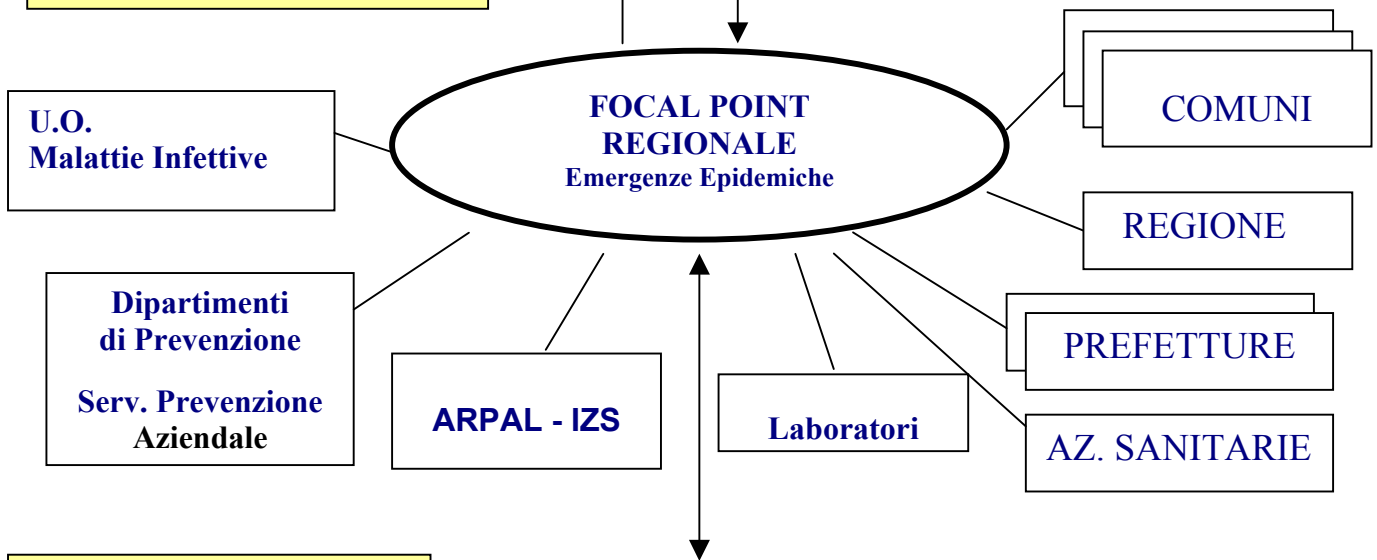 FOCAL POINT
REGIONALE
Emergenze Epidemiche
U.O.
Malattie Infettive
COMUNI
REGIONE
Dipartimenti
di Prevenzione
Serv. Prevenzione
Aziendale
ARPAL - IZS
Laboratori
PREFETTURE
AZ. SANITARIE